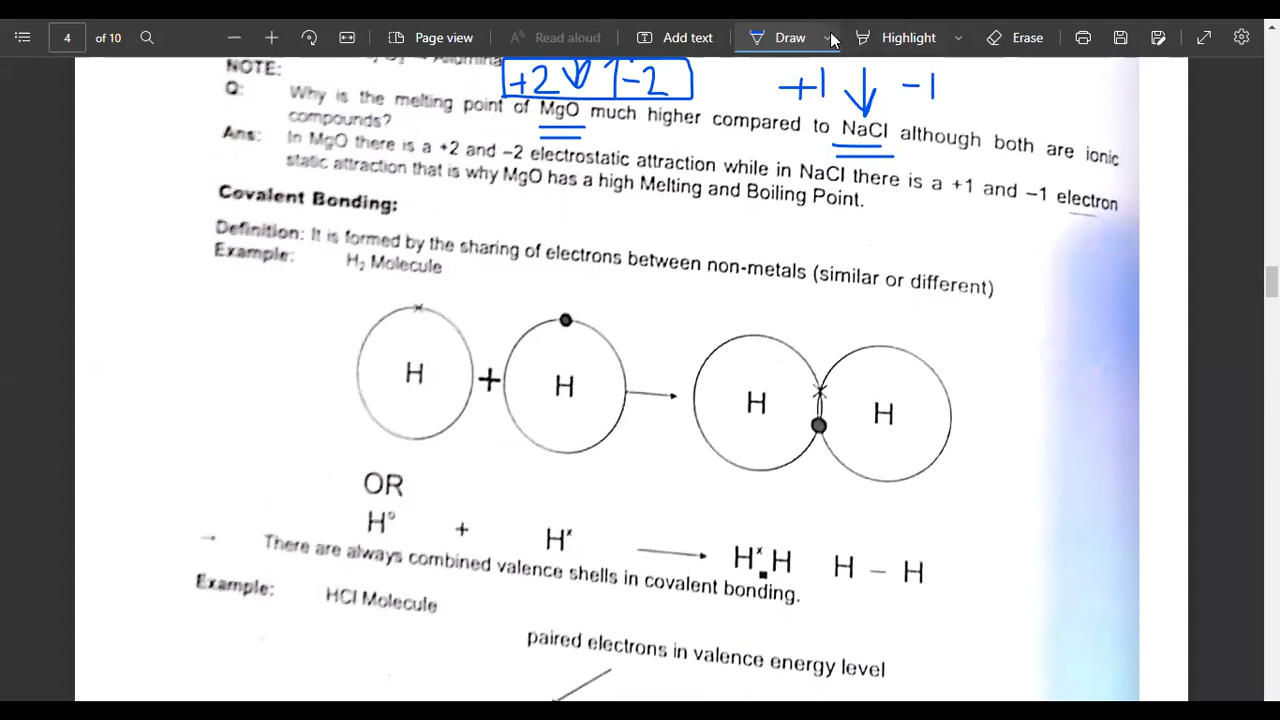 4 of 10 Page view Read aloud Add text Draw Highlight Erase
Alumina
NOTE:
+2 -2 +1 -1
Q: Why is the melting point of MgO much higher compared to NaCl although both are ionic
compounds?
Ans: In MgO there is a +2 and –2 electrostatic attraction while in NaCl there is a +1 and –1 electron
static attraction that is why MgO has a high Melting and Boiling Point.
Covalent Bonding:
Definition: It is formed by the sharing of electrons between non-metals (similar or different)
Example: H₂ Molecule
H + H H H
OR
H° + Hˣ H ˣ H H – H
→ There are always combined valence shells in covalent bonding.
Example: HCl Molecule
paired electrons in valence energy level